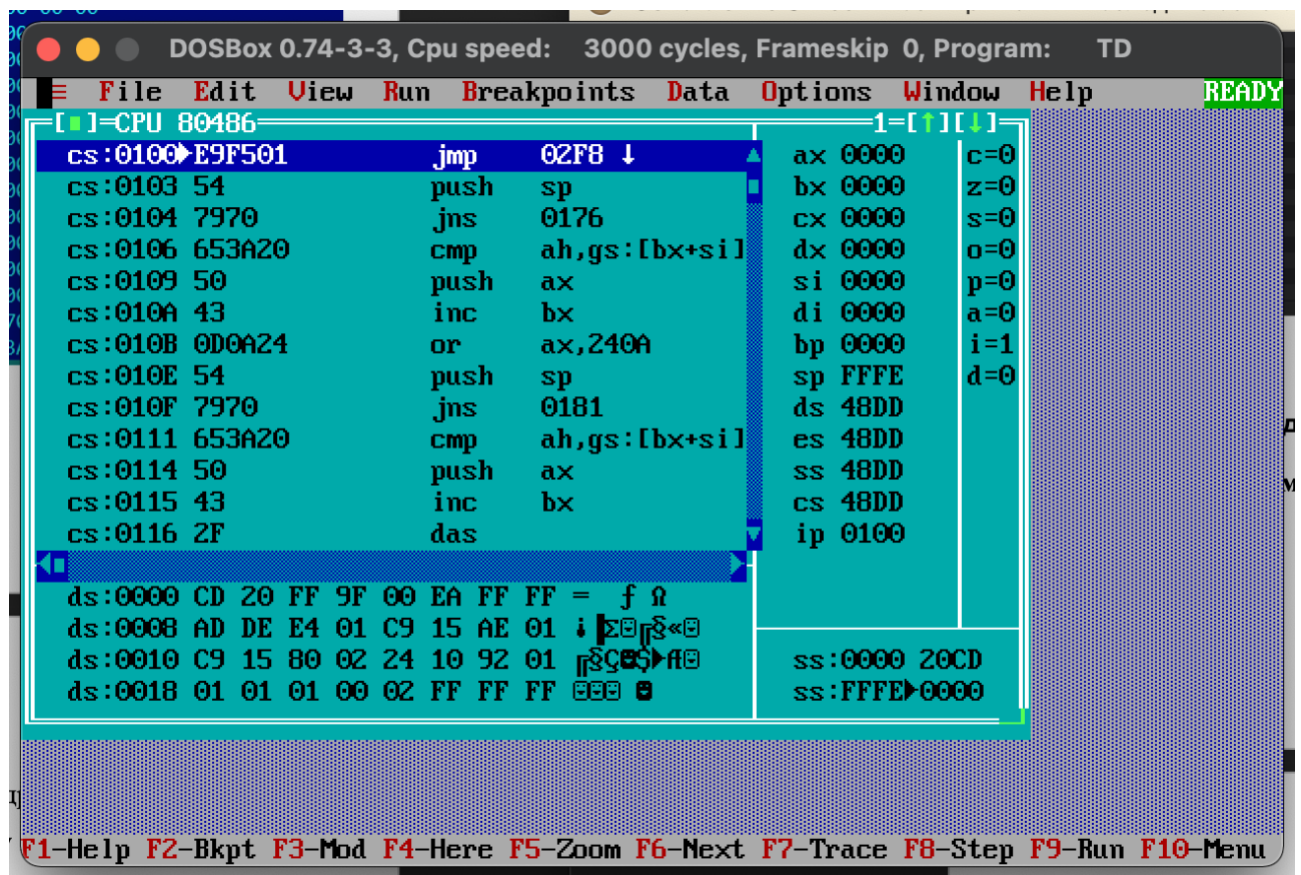 DOSBox 0.74-3-3, Cpu speed: 3000 cycles, Frameskip 0, Program: TD
≡ File Edit View Run Breakpoints Data Options Window Help READY
[■]=CPU 80486 1=[↑][↓]
cs:0100►E9F501 jmp 02F8 ↓ ax 0000 c=0
cs:0103 54 push sp bx 0000 z=0
cs:0104 7970 jns 0176 cx 0000 s=0
cs:0106 653A20 cmp ah,gs:[bx+si] dx 0000 o=0
cs:0109 50 push ax si 0000 p=0
cs:010A 43 inc bx di 0000 a=0
cs:010B 0D0A24 or ax,240A bp 0000 i=1
cs:010E 54 push sp sp FFFE d=0
cs:010F 7970 jns 0181 ds 48DD
cs:0111 653A20 cmp ah,gs:[bx+si] es 48DD
cs:0114 50 push ax ss 48DD
cs:0115 43 inc bx cs 48DD
cs:0116 2F das ip 0100
ds:0000 CD 20 FF 9F 00 EA FF FF = ƒ Ω
ds:0008 AD DE E4 01 C9 15 AE 01 ¡▐Σ☺╔§«☺
ds:0010 C9 15 80 02 24 10 92 01 ╔§Ç☻$►Æ☺ ss:0000 20CD
ds:0018 01 01 01 00 02 FF FF FF ☺☺☺ ☻ ss:FFFE►0000
F1-Help F2-Bkpt F3-Mod F4-Here F5-Zoom F6-Next F7-Trace F8-Step F9-Run F10-Menu